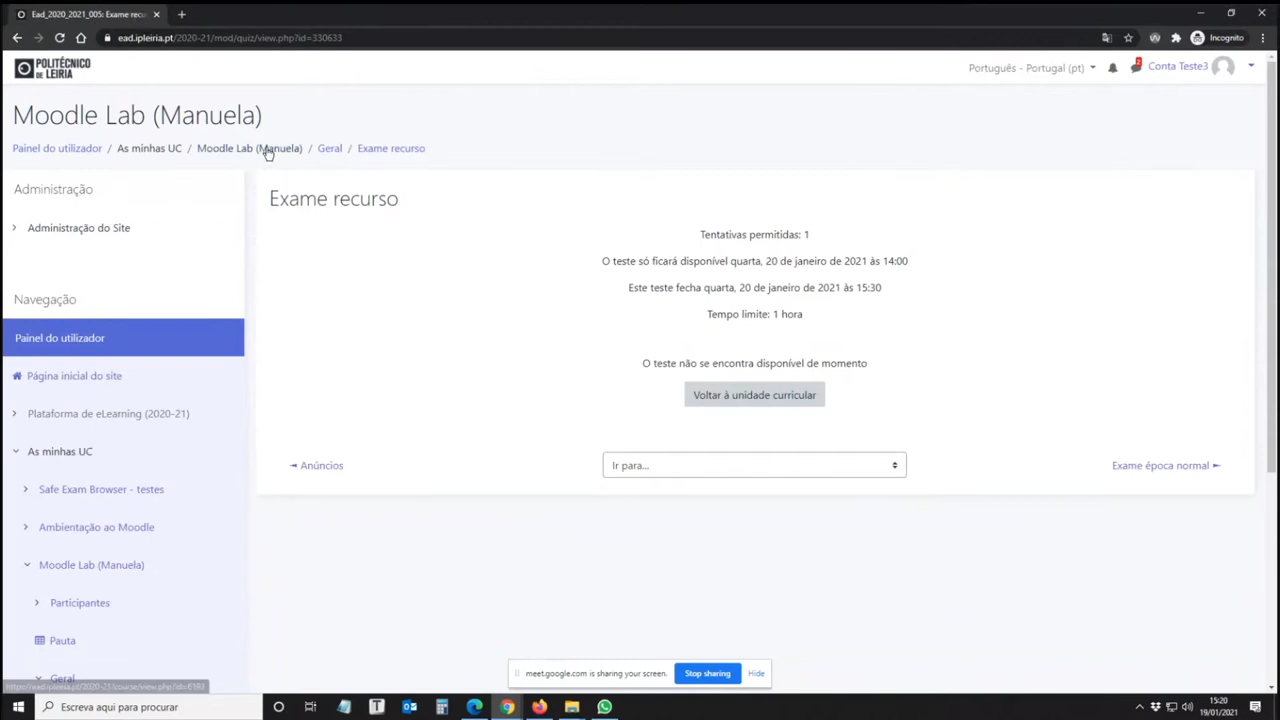 Ead_2020_2021_005: Exame recu
ead.ipleiria.pt/2020-21/mod/quiz/view.php?id=330633
Incognito
POLITÉCNICO
DE LEIRIA
Português - Portugal (pt)
2
Conta Teste3
Moodle Lab (Manuela)
Painel do utilizador / As minhas UC / Moodle Lab (Manuela) / Geral / Exame recurso
Administração
Administração do Site
Navegação
Painel do utilizador
Página inicial do site
Plataforma de eLearning (2020-21)
As minhas UC
Safe Exam Browser - testes
Ambientação ao Moodle
Moodle Lab (Manuela)
Participantes
Pauta
Geral
Exame recurso
Tentativas permitidas: 1
O teste só ficará disponível quarta, 20 de janeiro de 2021 às 14:00
Este teste fecha quarta, 20 de janeiro de 2021 às 15:30
Tempo limite: 1 hora
O teste não se encontra disponível de momento
Voltar à unidade curricular
◄ Anúncios
Ir para...
Exame época normal ►
meet.google.com is sharing your screen.
Stop sharing
Hide
Escreva aqui para procurar
15:20
19/01/2021